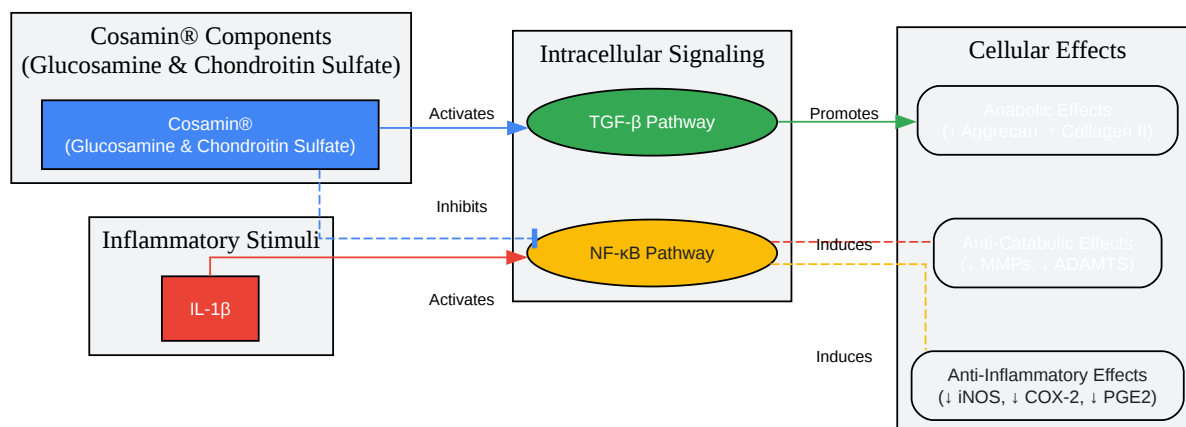 Cosamin® Components
(Glucosamine & Chondroitin Sulfate)
Cosamin®
(Glucosamine & Chondroitin Sulfate)
Inflammatory Stimuli
IL-1β
Activates
Inhibits
Activates
Intracellular Signaling
TGF-β Pathway
NF-κB Pathway
Promotes
Induces
Induces
Cellular Effects
Anabolic Effects
(↑ Aggrecan, ↑ Collagen II)
Anti-Catabolic Effects
(↓ MMPs, ↓ ADAMTS)
Anti-Inflammatory Effects
(↓ iNOS, ↓ COX-2, ↓ PGE2)